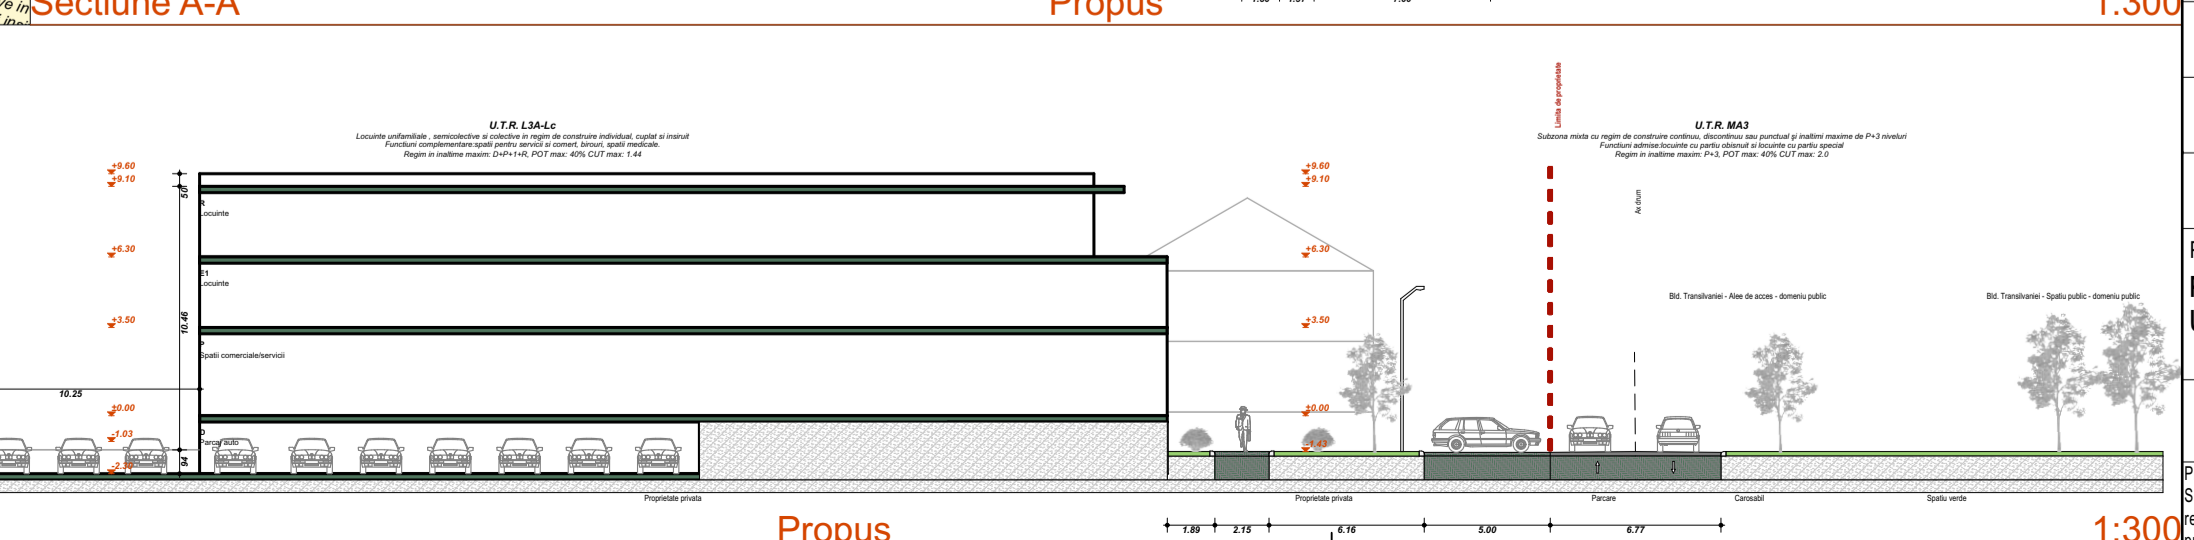 Sectiune A-A
Propus
1:300
Limita de proprietate
U.T.R. L3A-Lc
Locuinte unifamiliale , semicolective si colective in regim de construire individual, cuplat si insiruit
Functiuni complementare:spatii pentru servicii si comert, birouri, spatii medicale.
Regim in inaltime maxim: D+P+1+R, POT max: 40% CUT max: 1.44
U.T.R. MA3
Subzona mixta cu regim de construire continuu, discontinuu sau punctual şi inaltimi maxime de P+3 niveluri
Functiuni admise:locuinte cu partiu obisnuit si locuinte cu partiu special
Regim in inaltime maxim: P+3, POT max: 40% CUT max: 2.0
+9.60
+9.10
50
+9.60
+9.10
Ax drum
R
Locuinte
+6.30
+6.30
E1
Locuinte
Bld. Transilvaniei - Alee de acces - domeniu public
Bld. Transilvaniei - Spatiu public - domeniu public
+3.50
10.46
+3.50
P
Spatii comerciale/servicii
10.25
±0.00
±0.00
-1.03
D
Parcaj auto
-1.43
94
Proprietate privata
Proprietate privata
Parcare
Carosabil
Spatiu verde
Propus
1.89
2.15
6.16
5.00
6.77
1:300